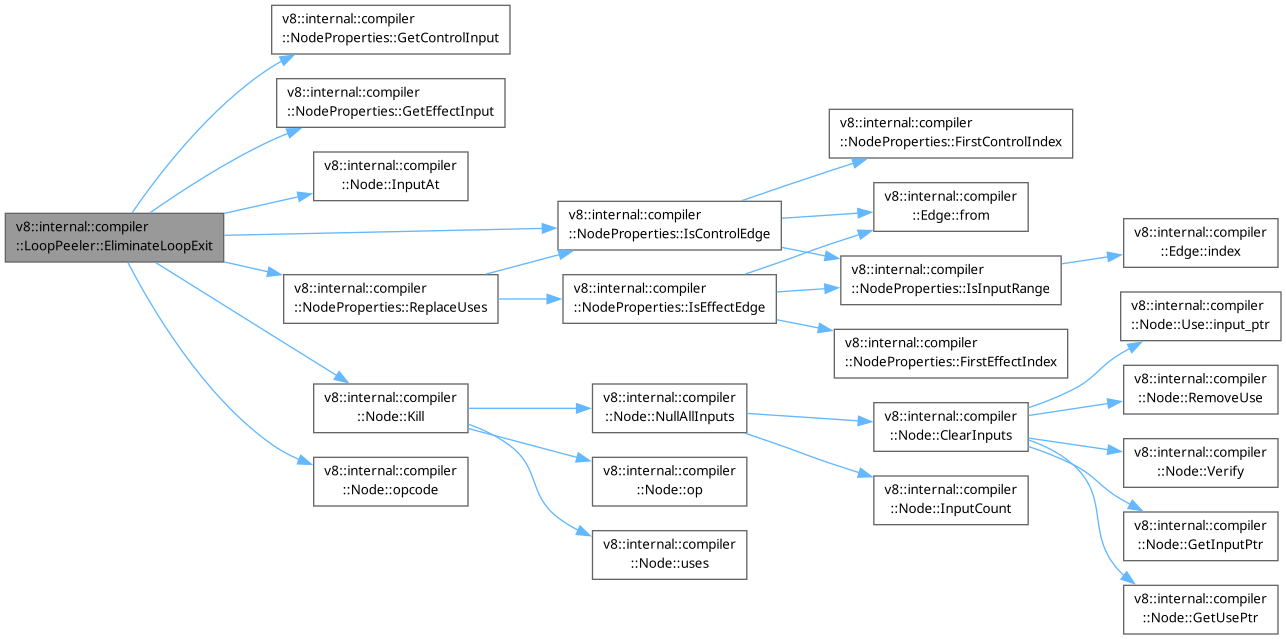 v8::internal::compiler
::LoopPeeler::EliminateLoopExit
v8::internal::compiler
::NodeProperties::GetControlInput
v8::internal::compiler
::NodeProperties::GetEffectInput
v8::internal::compiler
::Node::InputAt
v8::internal::compiler
::NodeProperties::IsControlEdge
v8::internal::compiler
::NodeProperties::ReplaceUses
v8::internal::compiler
::Node::Kill
v8::internal::compiler
::Node::opcode
v8::internal::compiler
::NodeProperties::IsEffectEdge
v8::internal::compiler
::Node::NullAllInputs
v8::internal::compiler
::Node::op
v8::internal::compiler
::Node::uses
v8::internal::compiler
::NodeProperties::FirstControlIndex
v8::internal::compiler
::Edge::from
v8::internal::compiler
::NodeProperties::IsInputRange
v8::internal::compiler
::NodeProperties::FirstEffectIndex
v8::internal::compiler
::Node::ClearInputs
v8::internal::compiler
::Node::InputCount
v8::internal::compiler
::Edge::index
v8::internal::compiler
::Node::Use::input_ptr
v8::internal::compiler
::Node::RemoveUse
v8::internal::compiler
::Node::Verify
v8::internal::compiler
::Node::GetInputPtr
v8::internal::compiler
::Node::GetUsePtr